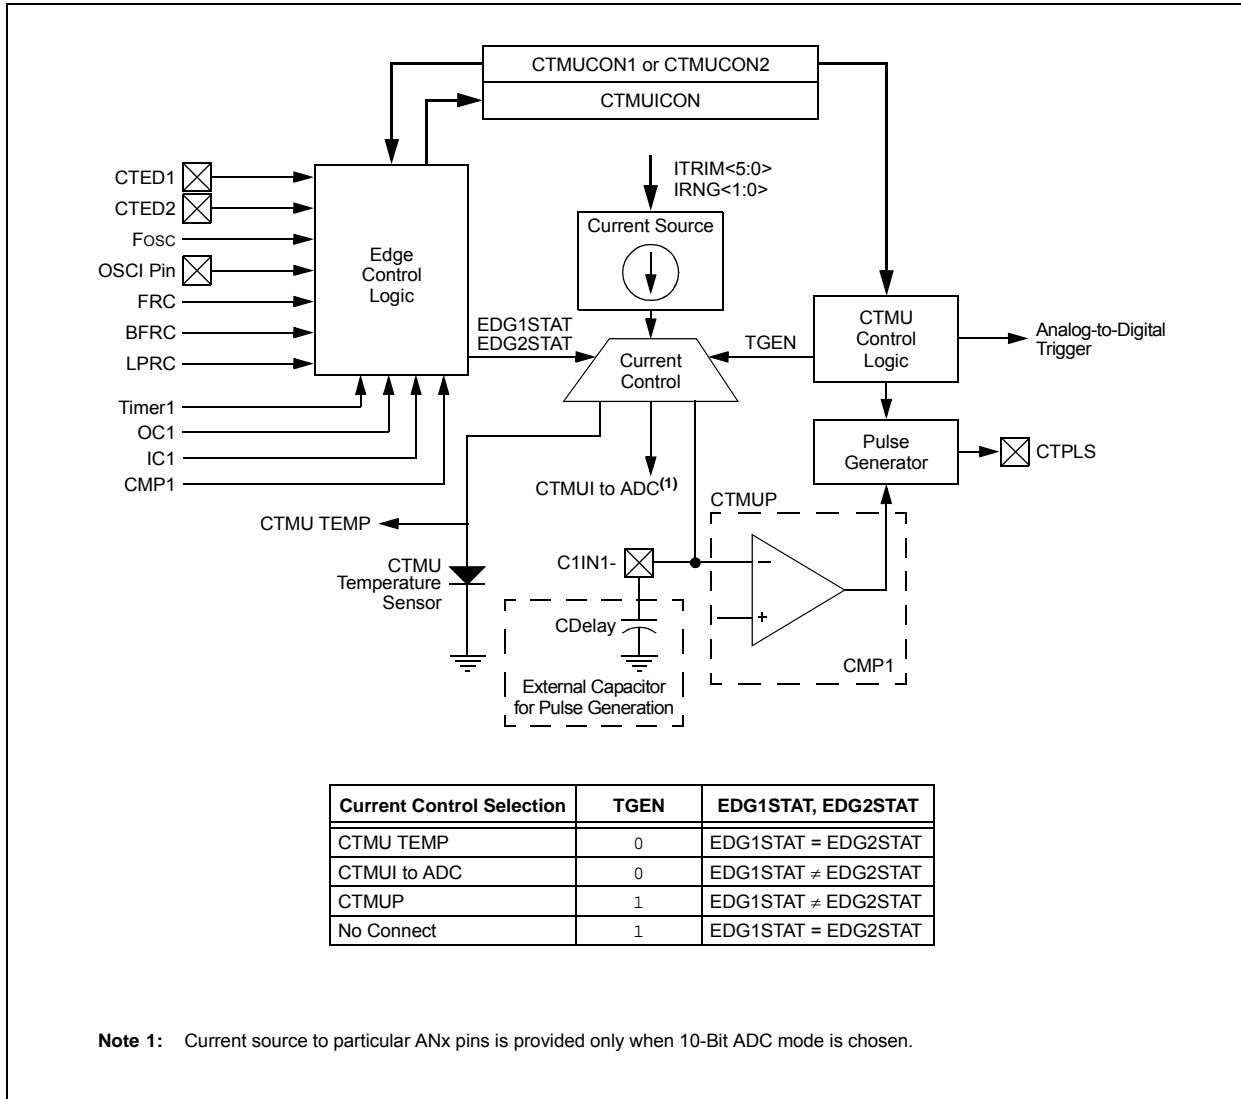 CTMUCON1 or CTMUCON2
CTMUICON
ITRIM<5:0>
IRNG<1:0>
CTED1
CTED2
FOSC
OSCI Pin
FRC
BFRC
LPRC
Timer1
OC1
IC1
CMP1
Edge
Control
Logic
Current Source
EDG1STAT
EDG2STAT
Current
Control
TGEN
CTMU
Control
Logic
Analog-to-Digital
Trigger
Pulse
Generator
CTPLS
CTMUI to ADC(1)
CTMUP
CTMU TEMP
CTMU
Temperature
Sensor
C1IN1-
CDelay
External Capacitor
for Pulse Generation
−
+
CMP1
Current Control Selection TGEN EDG1STAT, EDG2STAT
CTMU TEMP 0 EDG1STAT = EDG2STAT
CTMUI to ADC 0 EDG1STAT ≠ EDG2STAT
CTMUP 1 EDG1STAT ≠ EDG2STAT
No Connect 1 EDG1STAT = EDG2STAT
Note 1: Current source to particular ANx pins is provided only when 10-Bit ADC mode is chosen.